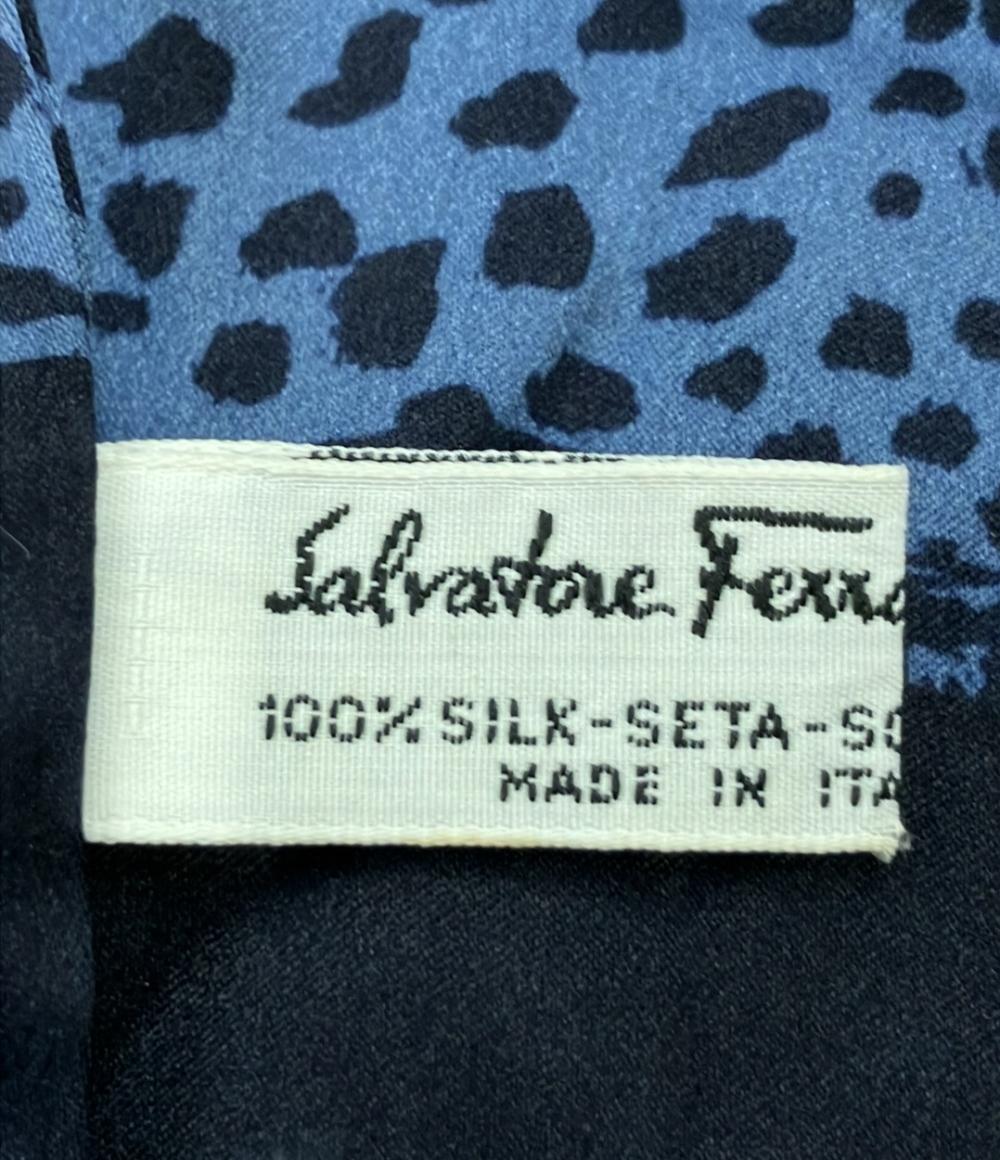 Salvatore Ferra
100% SILK-SETA-SO
MADE IN ITA